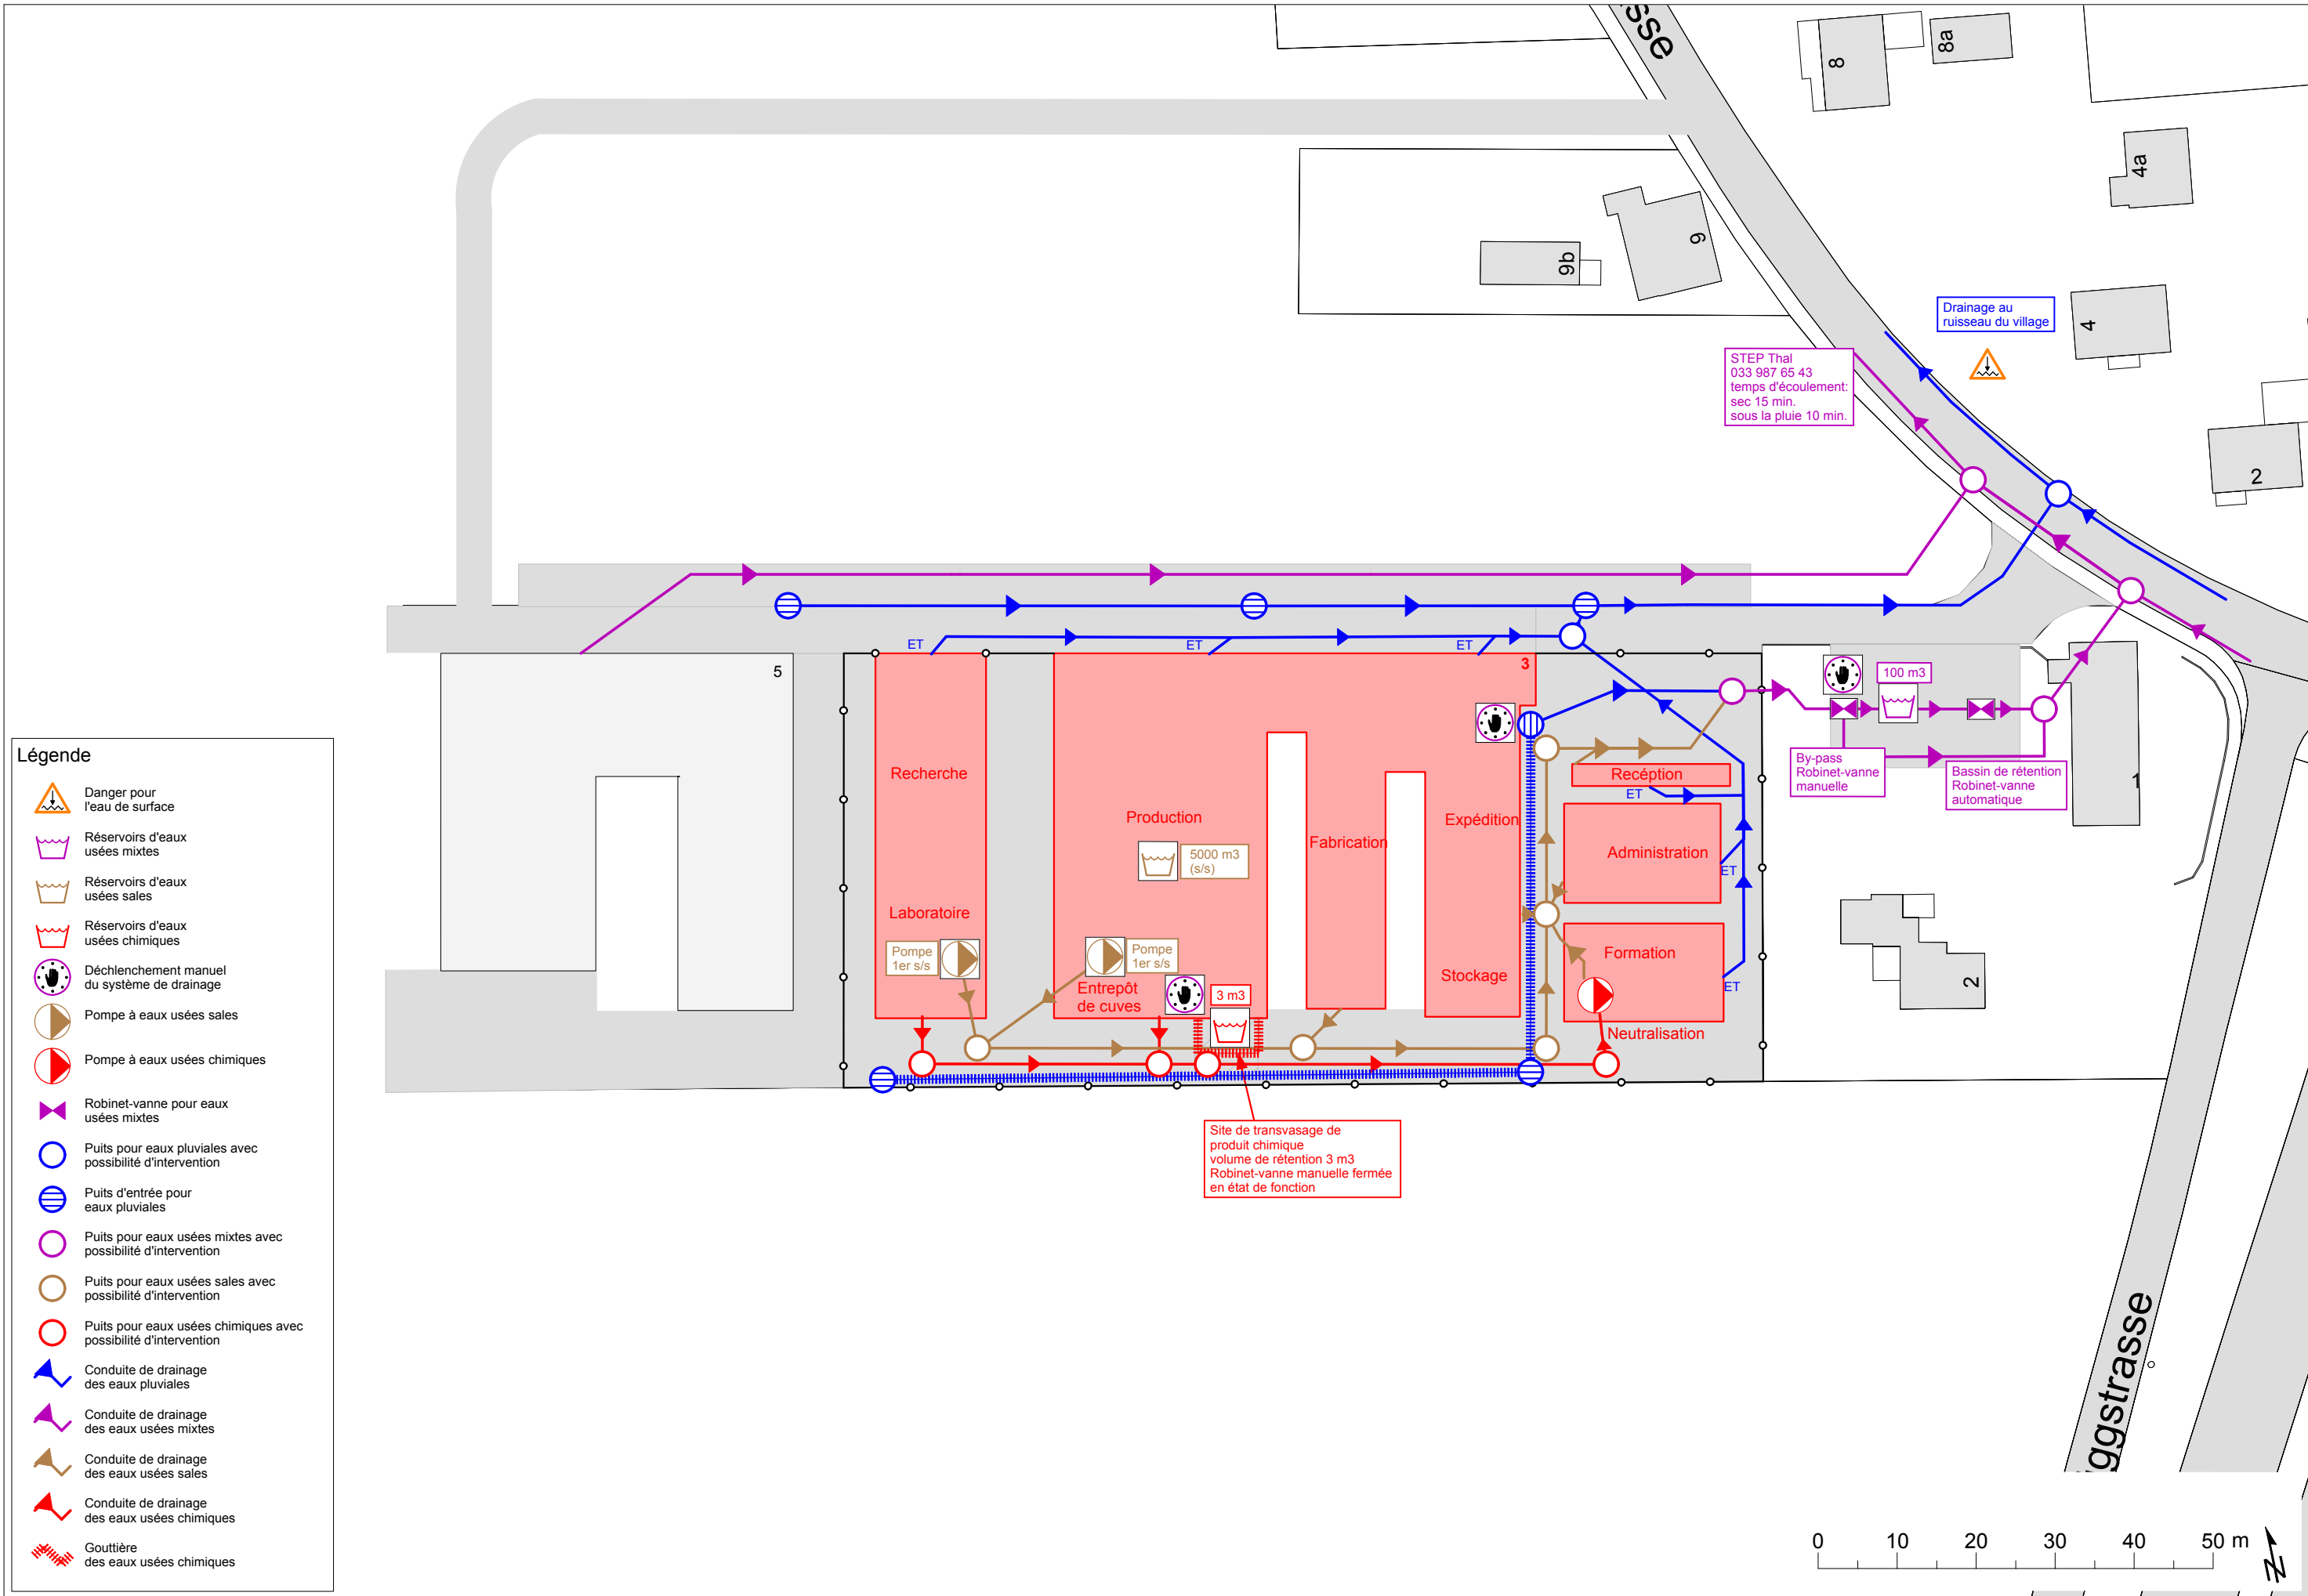 sse
8
8a
4a
9
9b
4
2
Drainage au
ruisseau du village
STEP Thal
033 987 65 43
temps d'écoulement:
sec 15 min.
sous la pluie 10 min.
ET
ET
ET
5
3
100 m3
By-pass
Robinet-vanne
manuelle
Bassin de rétention
Robinet-vanne
automatique
1
2
Recherche
Production
5000 m3
(s/s)
Fabrication
Expédition
Recéption
ET
Administration
ET
Laboratoire
Pompe
1er s/s
Pompe
1er s/s
Entrepôt
de cuves
3 m3
Stockage
Formation
ET
Neutralisation
Site de transvasage de
produit chimique
volume de rétention 3 m3
Robinet-vanne manuelle fermée
en état de fonction
Légende
Danger pour
l'eau de surface
Réservoirs d'eaux
usées mixtes
Réservoirs d'eaux
usées sales
Réservoirs d'eaux
usées chimiques
Déchlenchement manuel
du système de drainage
Pompe à eaux usées sales
Pompe à eaux usées chimiques
Robinet-vanne pour eaux
usées mixtes
Puits pour eaux pluviales avec
possibilité d'intervention
Puits d'entrée pour
eaux pluviales
Puits pour eaux usées mixtes avec
possibilité d'intervention
Puits pour eaux usées sales avec
possibilité d'intervention
Puits pour eaux usées chimiques avec
possibilité d'intervention
Conduite de drainage
des eaux pluviales
Conduite de drainage
des eaux usées mixtes
Conduite de drainage
des eaux usées sales
Conduite de drainage
des eaux usées chimiques
Gouttière
des eaux usées chimiques
ggstrasse
0 10 20 30 40 50 m
N